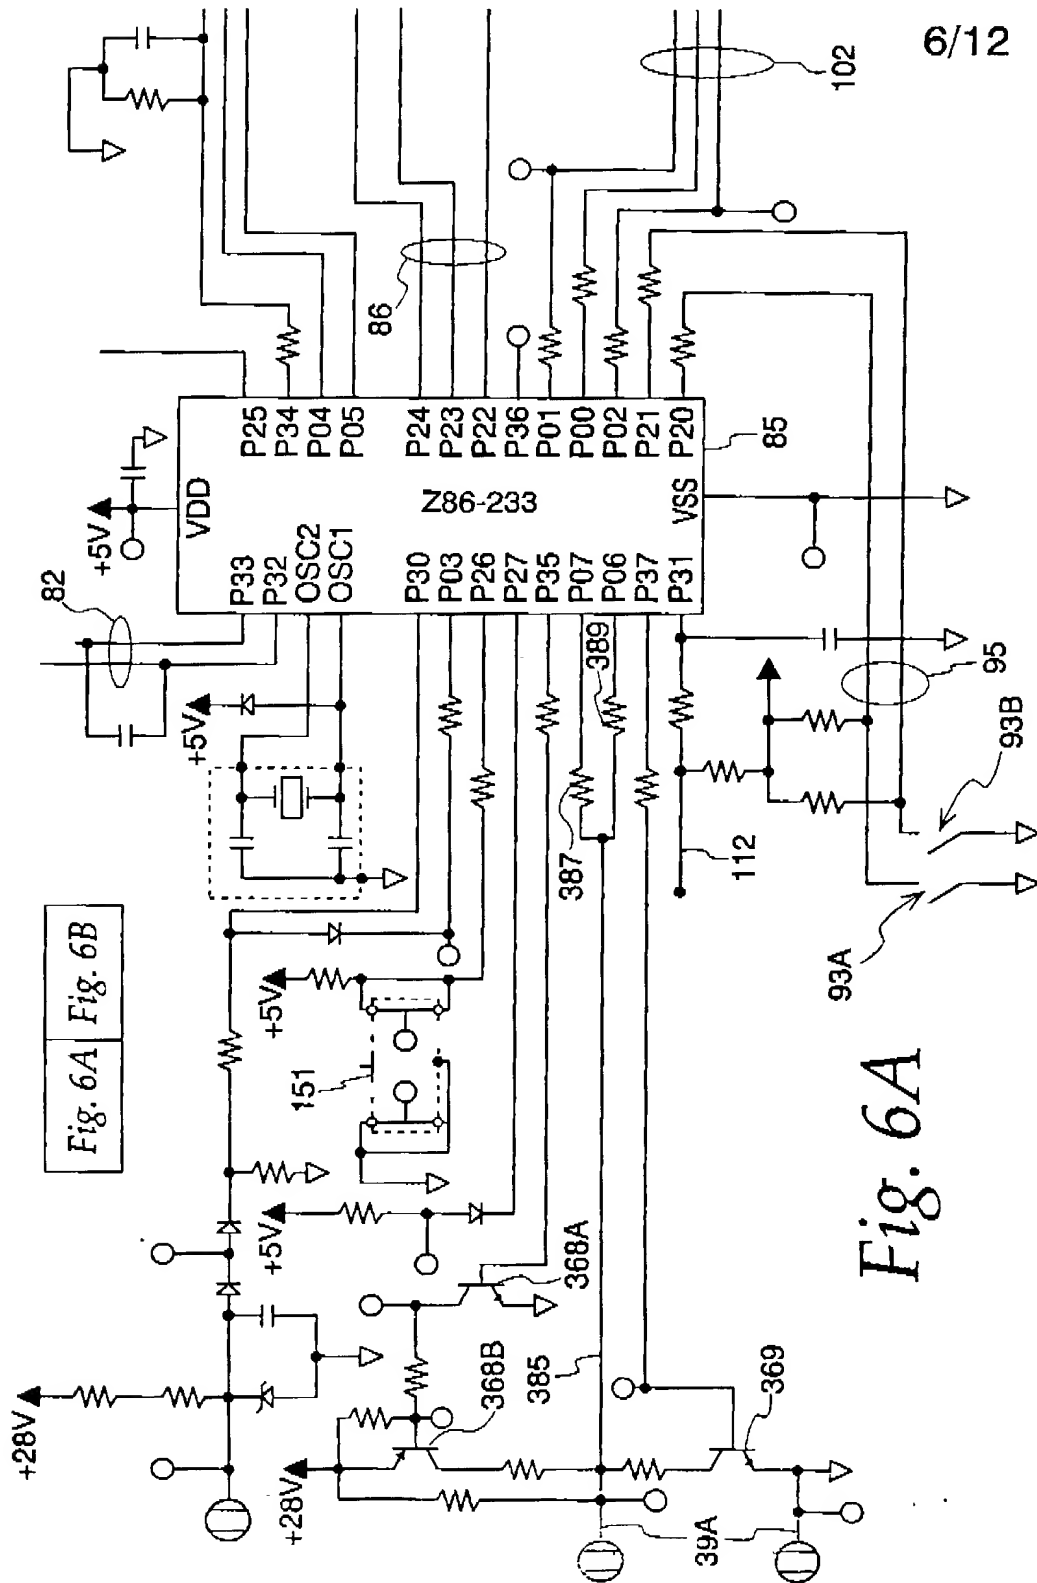 6/12
Fig. 6A Fig. 6B
+28V
+5V
+5V
+5V
+5V
82
VDD
P33
P32
OSC2
OSC1
P30
P03
P26
P27
P35
P07
P06
P37
P31
P25
P34
P04
P05
P24
P23
P22
P36
P01
P00
P02
P21
P20
Z86-233
VSS
85
86
102
151
+28V
368B
368A
385
387
389
369
39A
112
95
93B
93A
Fig. 6A